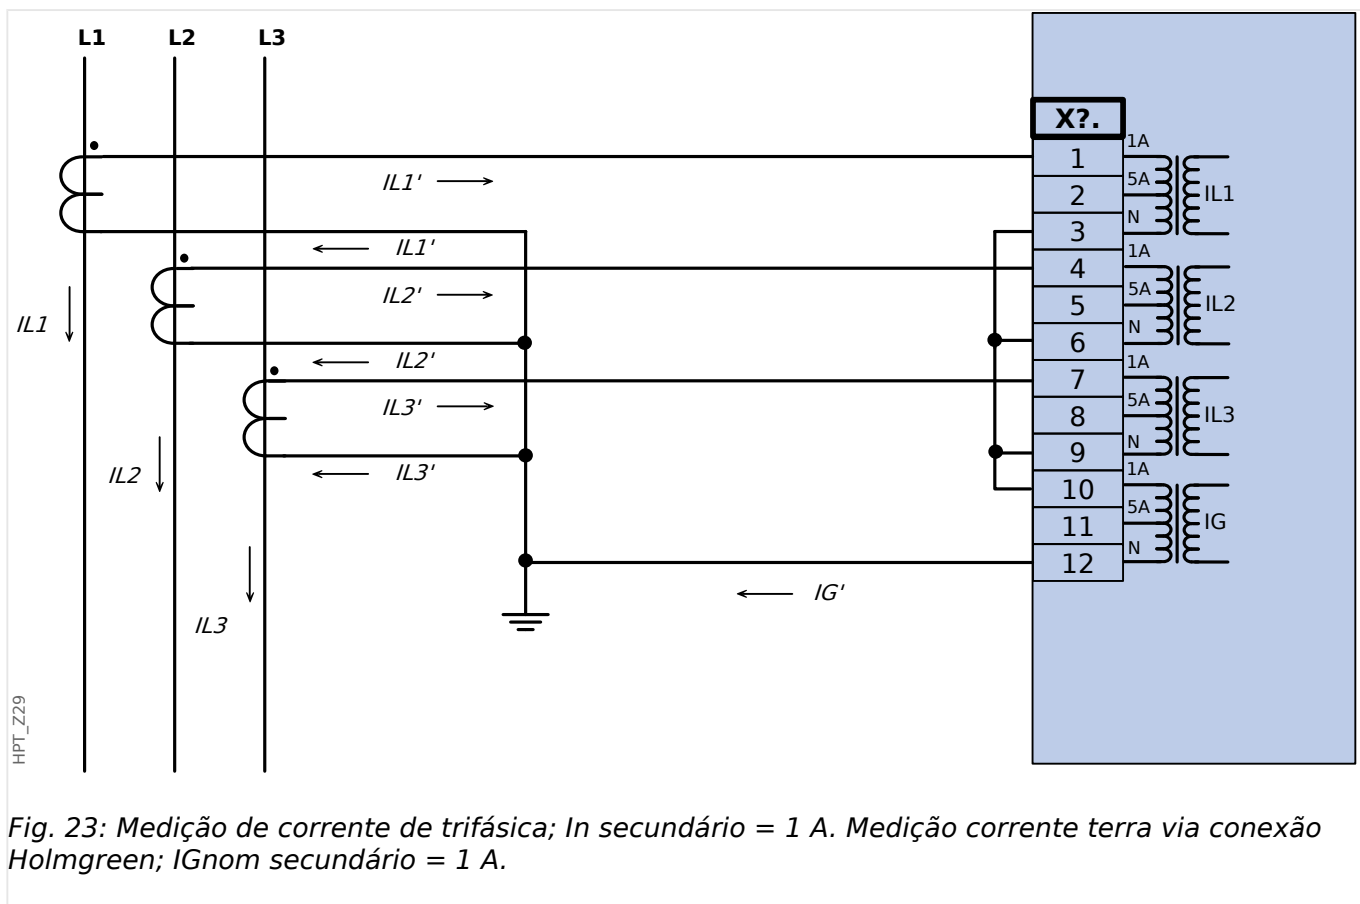 L1 L2 L3
X?.
1
2
3
4
5
6
7
8
9
10
11
12
1A
5A
N
IL1
1A
5A
N
IL2
1A
5A
N
IL3
1A
5A
N
IG
IL1'
IL1'
IL2'
IL2'
IL3'
IL3'
IG'
IL1
IL2
IL3
HPT_Z29
Fig. 23: Medição de corrente de trifásica; In secundário = 1 A. Medição corrente terra via conexão
Holmgreen; IGnom secundário = 1 A.